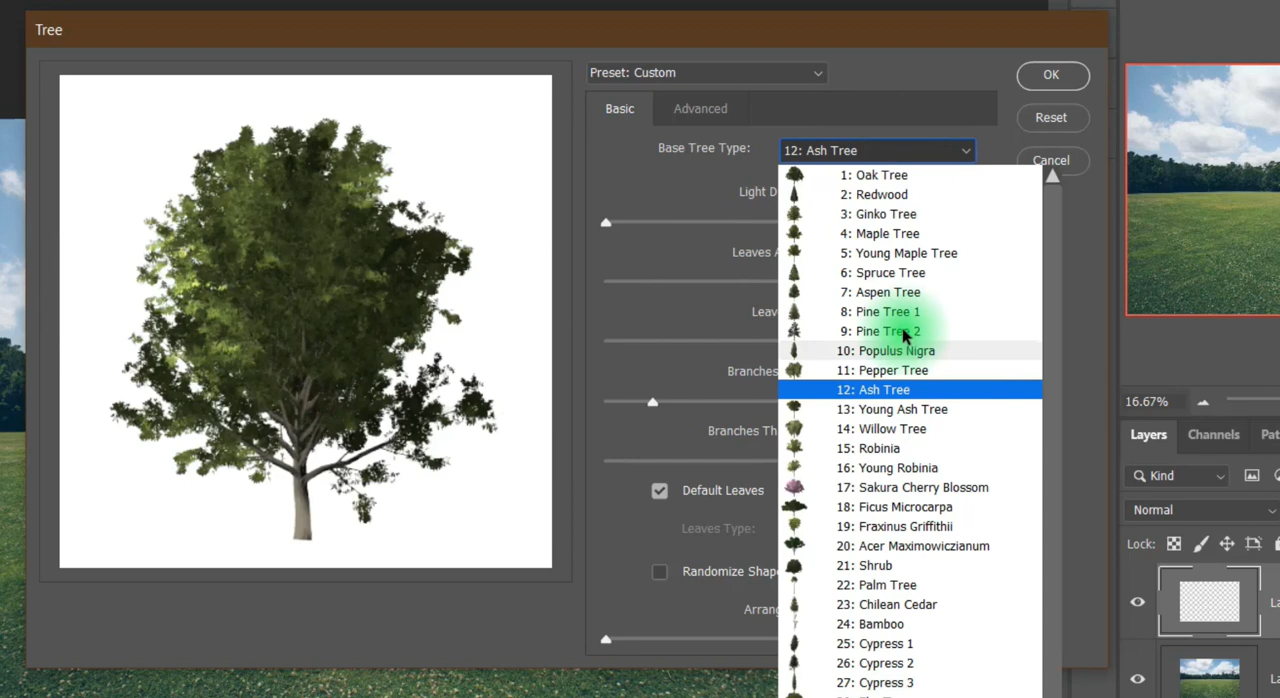 Tree
Preset: Custom
OK
Basic
Advanced
Reset
Base Tree Type:
12: Ash Tree
Cancel
1: Oak Tree
Light D
2: Redwood
3: Ginko Tree
4: Maple Tree
Leaves A
5: Young Maple Tree
6: Spruce Tree
7: Aspen Tree
Leav
8: Pine Tree 1
9: Pine Tree 2
10: Populus Nigra
Branches
11: Pepper Tree
12: Ash Tree
16.67%
13: Young Ash Tree
Branches Th
14: Willow Tree
Layers
Channels
Pat
15: Robinia
16: Young Robinia
Kind
Default Leaves
17: Sakura Cherry Blossom
18: Ficus Microcarpa
Normal
Leaves Type:
19: Fraxinus Griffithii
20: Acer Maximowiczianum
Lock:
Randomize Shape
21: Shrub
22: Palm Tree
Arrang
23: Chilean Cedar
La
24: Bamboo
25: Cypress 1
26: Cypress 2
La
27: Cypress 3